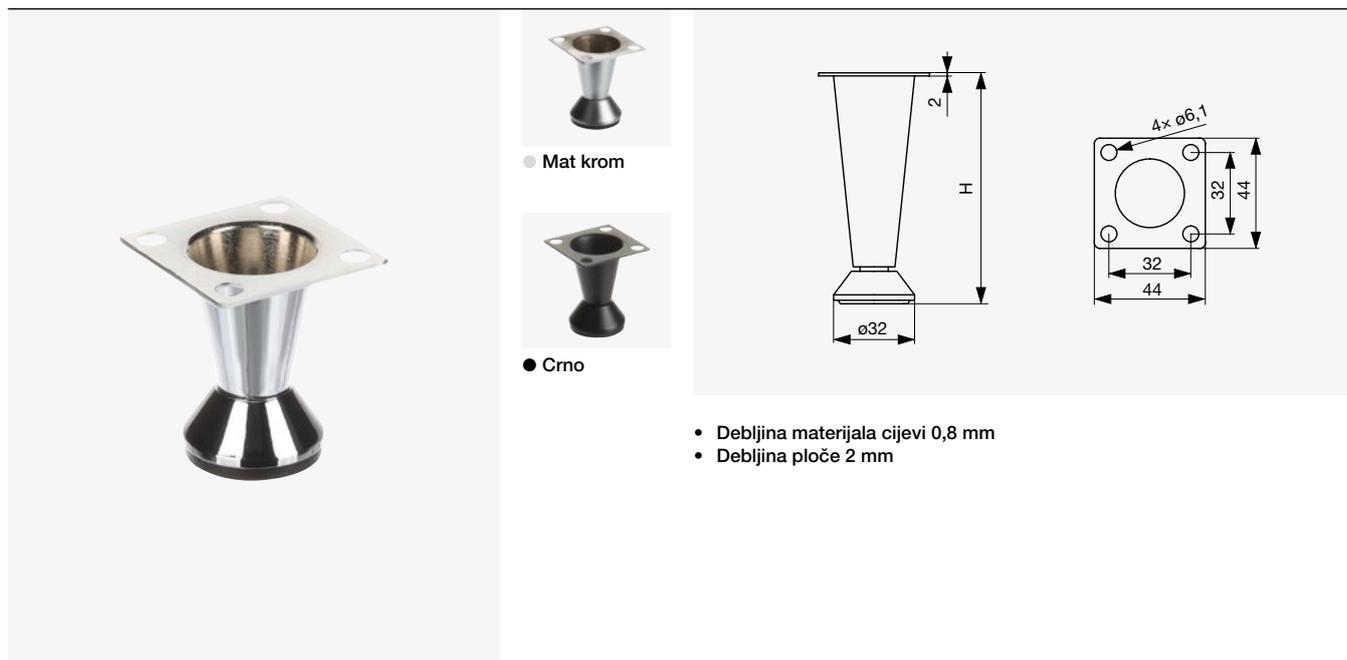 Mat krom
Crno
2
H
ø32
4× ø6,1
32
44
32
44
• Debljina materijala cijevi 0,8 mm
• Debljina ploče 2 mm